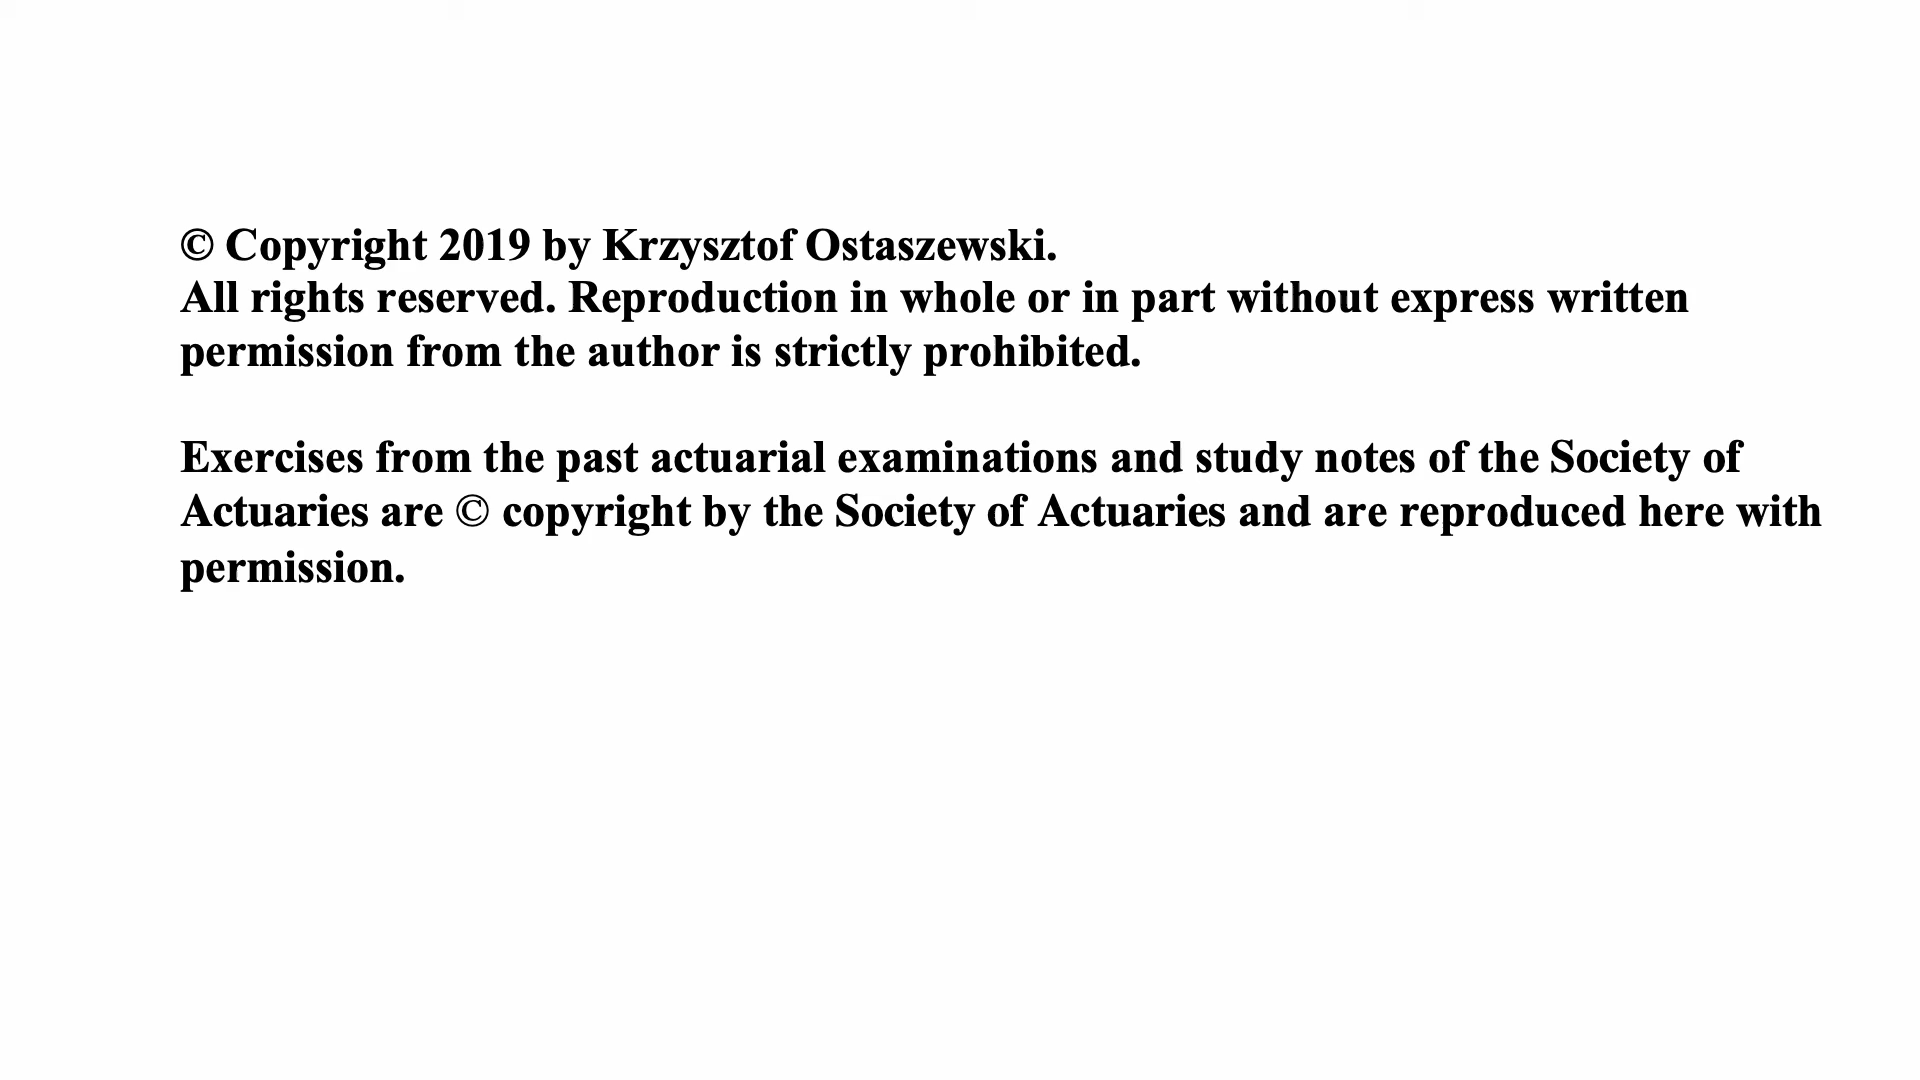 © Copyright 2019 by Krzysztof Ostaszewski.
All rights reserved. Reproduction in whole or in part without express written
permission from the author is strictly prohibited.
Exercises from the past actuarial examinations and study notes of the Society of
Actuaries are © copyright by the Society of Actuaries and are reproduced here with
permission.